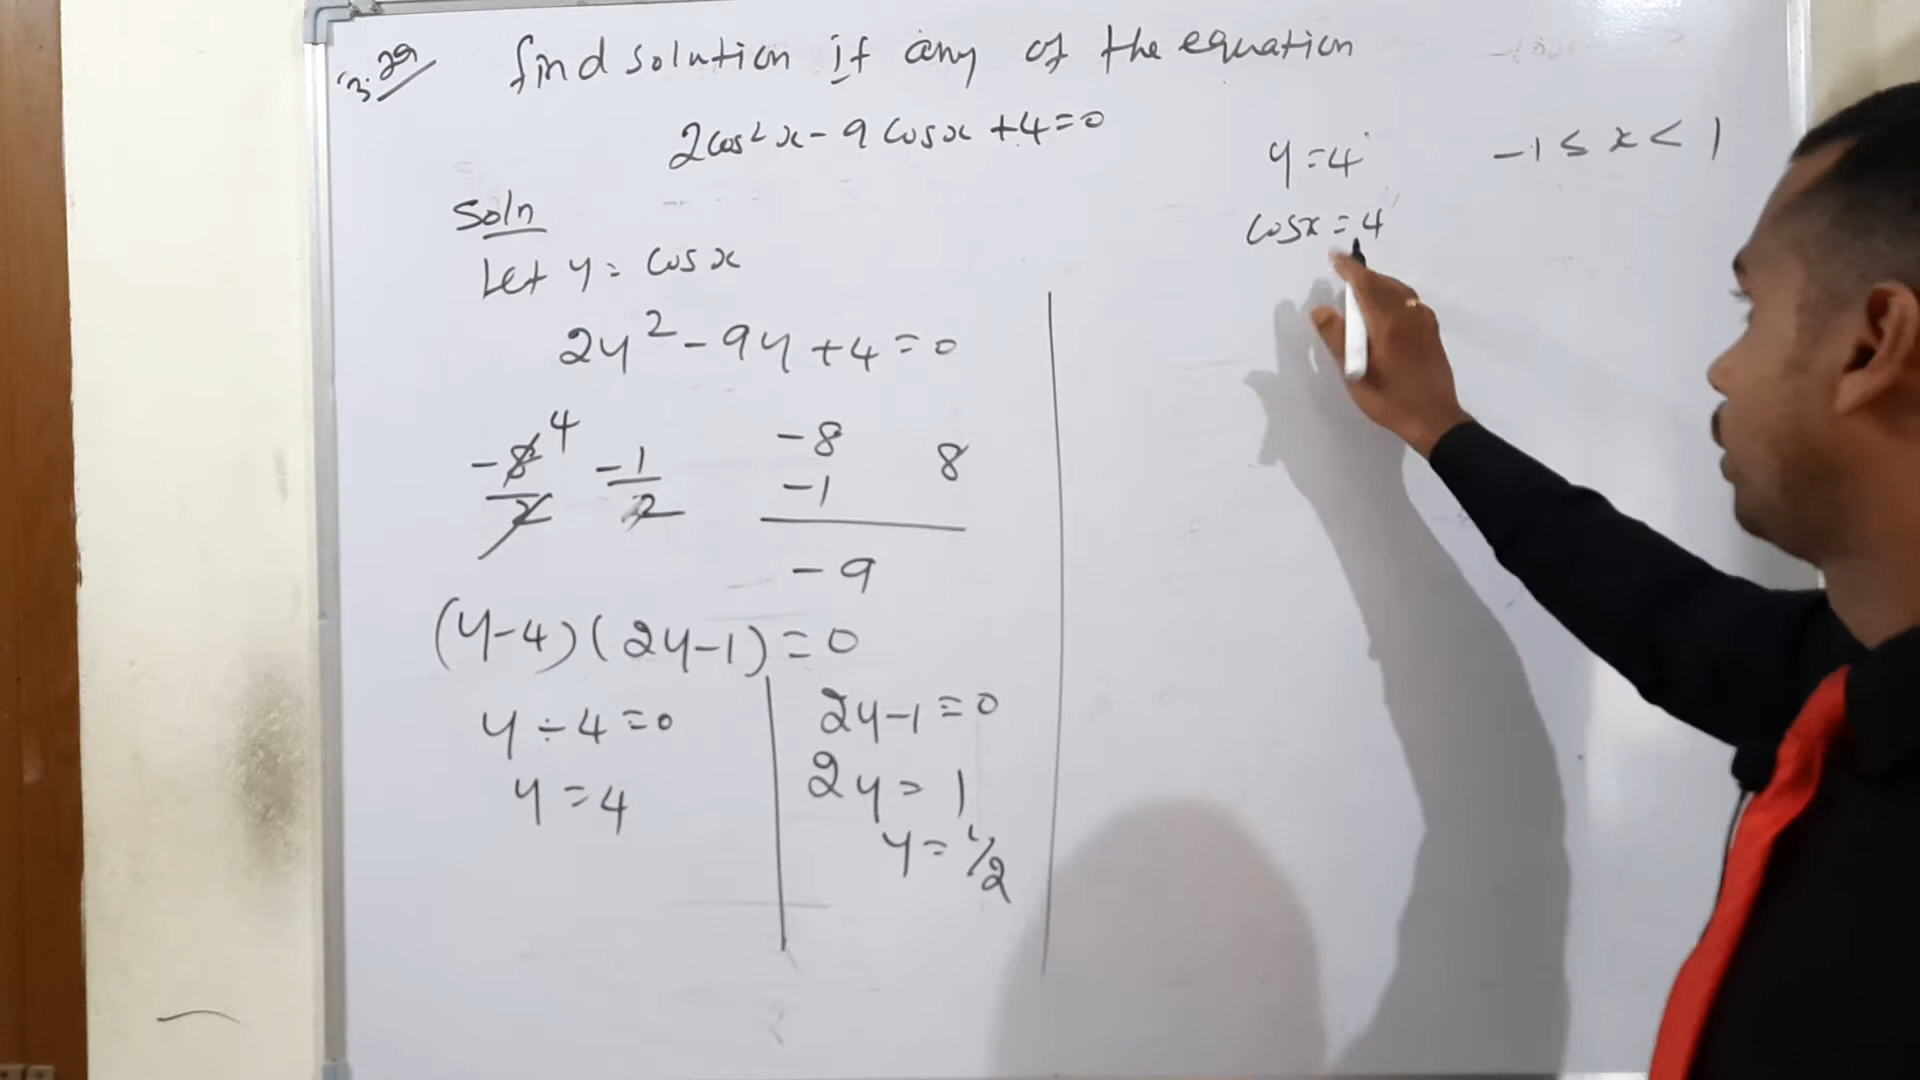 3.29 find solution if any of the equation
2cos²x - 9cosx + 4 = 0
Soln
Let y = cosx
2y² - 9y + 4 = 0
-8/2 4 -1/2
-8 8
-1
-9
(y-4)(2y-1) = 0
y ÷ 4 = 0
y = 4
2y-1 = 0
2y = 1
y = 1/2
y = 4 -1 ≤ x < 1
cosx = 4